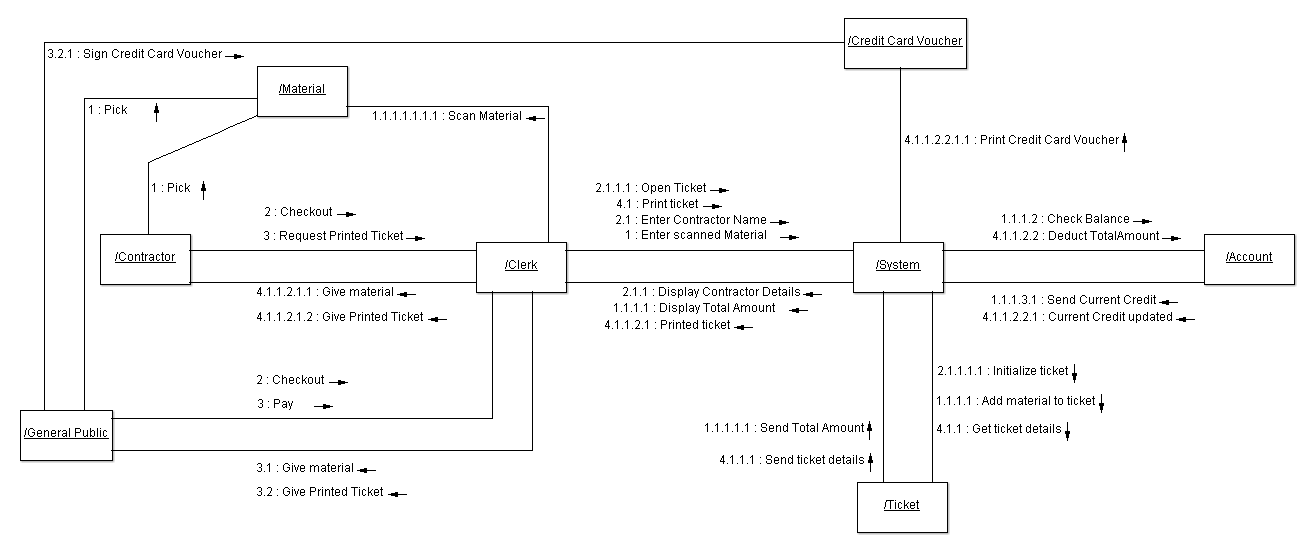 /Credit Card Voucher
3.2.1 : Sign Credit Card Voucher
/Material
1 : Pick
1.1.1.1.1.1.1 : Scan Material
4.1.1.2.2.1.1 : Print Credit Card Voucher
1 : Pick
2.1.1.1 : Open Ticket
4.1 : Print ticket
2 : Checkout
2.1 : Enter Contractor Name
1.1.1.2 : Check Balance
3 : Request Printed Ticket
1 : Enter scanned Material
4.1.1.2.2 : Deduct TotalAmount
/Contractor
/Clerk
/System
/Account
4.1.1.2.1.1 : Give material
2.1.1 : Display Contractor Details
1.1.1.3.1 : Send Current Credit
4.1.1.2.1.2 : Give Printed Ticket
1.1.1.1 : Display Total Amount
4.1.1.2.2.1 : Current Credit updated
4.1.1.2.1 : Printed ticket
2 : Checkout
2.1.1.1.1 : Initialize ticket
3 : Pay
1.1.1.1 : Add material to ticket
/General Public
1.1.1.1.1 : Send Total Amount
4.1.1 : Get ticket details
3.1 : Give material
4.1.1.1 : Send ticket details
3.2 : Give Printed Ticket
/Ticket